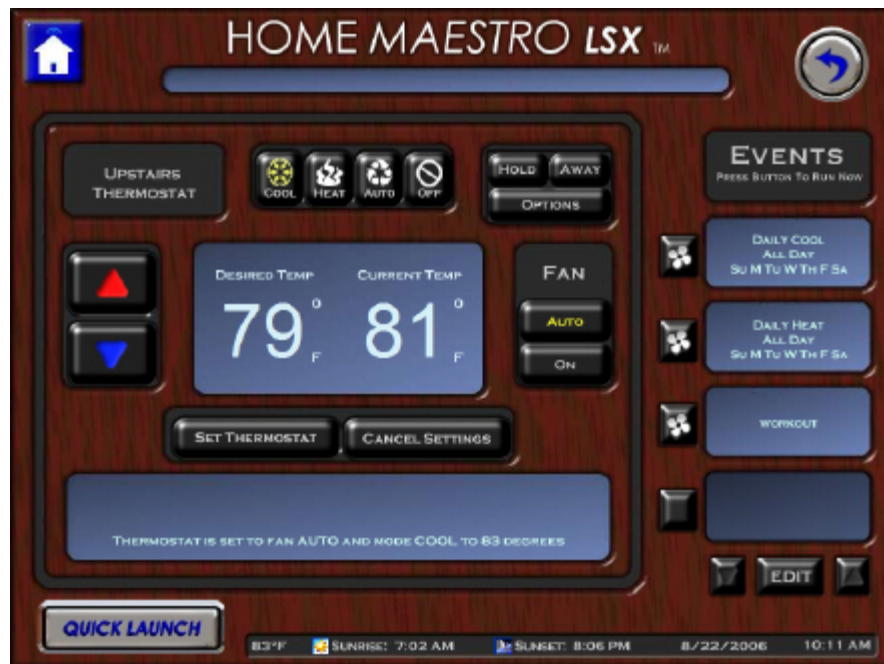 HOME MAESTRO LSX TM
UPSTAIRS
THERMOSTAT
COOL HEAT AUTO OFF
HOLD AWAY
OPTIONS
DESIRED TEMP CURRENT TEMP
79°F 81°F
FAN
AUTO
ON
SET THERMOSTAT CANCEL SETTINGS
THERMOSTAT IS SET TO FAN AUTO AND MODE COOL TO 83 DEGREES
EVENTS
PRESS BUTTON TO RUN NOW
DAILY COOL
ALL DAY
SU M TU W TH F SA
DAILY HEAT
ALL DAY
SU M TU W TH F SA
WORKOUT
EDIT
QUICK LAUNCH
83°F SUNRISE: 7:02 AM SUNSET: 8:06 PM 8/22/2006 10:11 AM